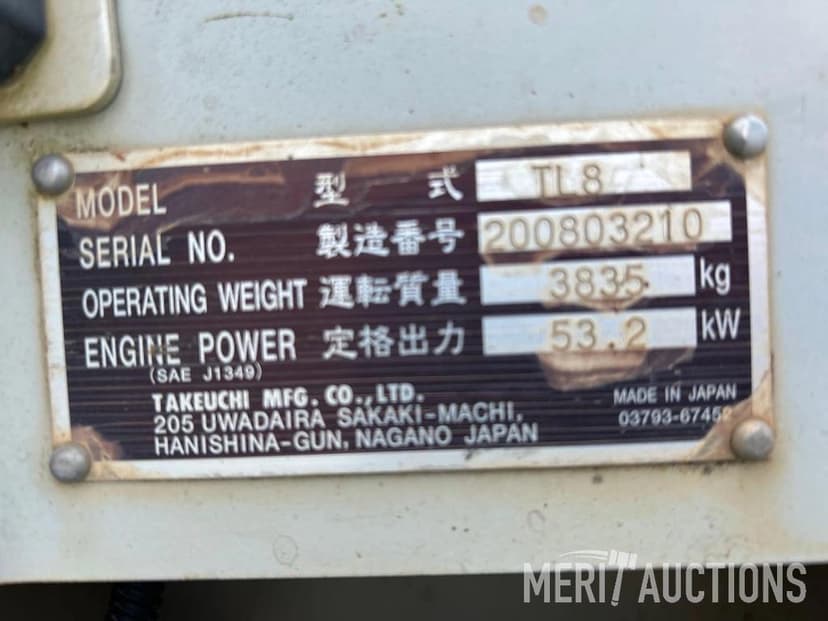 MODEL 型式 TL8
SERIAL NO. 製造番号 200803210
OPERATING WEIGHT 運転質量 3835 kg
ENGINE POWER 定格出力 53.2 kW
(SAE J1349)
TAKEUCHI MFG. CO., LTD.
205 UWADAIRA SAKAKI-MACHI,
HANISHINA-GUN, NAGANO JAPAN
MADE IN JAPAN
MERIT AUCTIONS